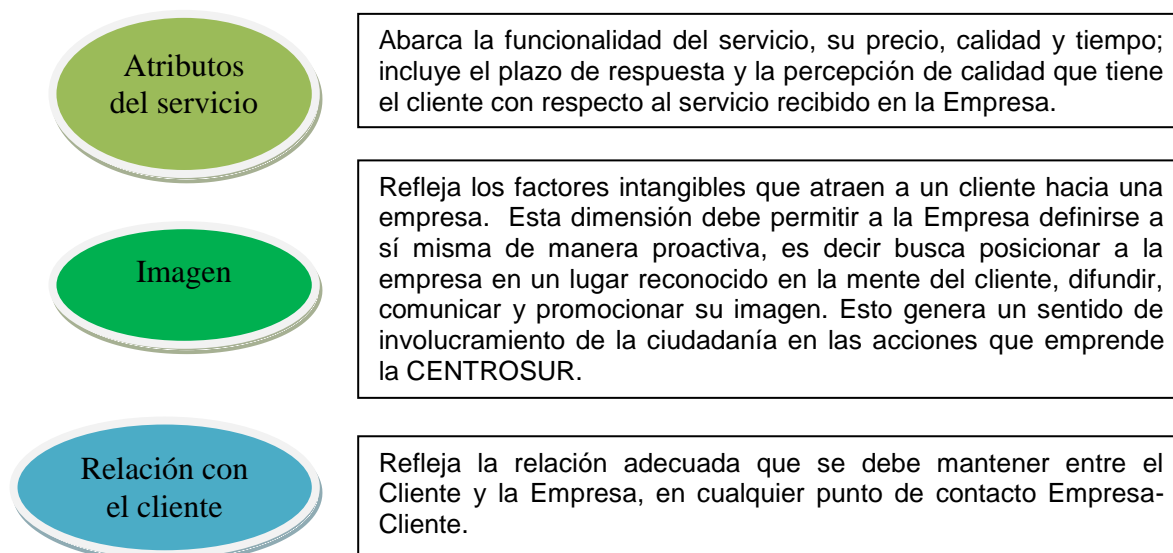 Atributos
del servicio
Abarca la funcionalidad del servicio, su precio, calidad y tiempo;
incluye el plazo de respuesta y la percepción de calidad que tiene
el cliente con respecto al servicio recibido en la Empresa.
Imagen
Refleja los factores intangibles que atraen a un cliente hacia una
empresa. Esta dimensión debe permitir a la Empresa definirse a
sí misma de manera proactiva, es decir busca posicionar a la
empresa en un lugar reconocido en la mente del cliente, difundir,
comunicar y promocionar su imagen. Esto genera un sentido de
involucramiento de la ciudadanía en las acciones que emprende
la CENTROSUR.
Relación con
el cliente
Refleja la relación adecuada que se debe mantener entre el
Cliente y la Empresa, en cualquier punto de contacto Empresa-
Cliente.